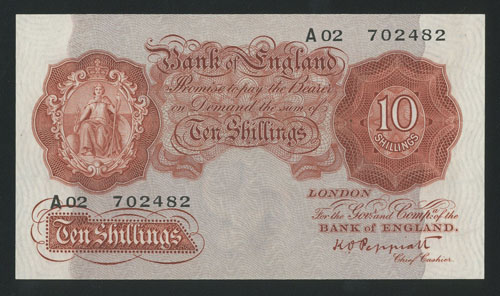 A02 702482
Bank of England
Promise to pay the Bearer
on Demand the sum of
Ten Shillings
10
SHILLINGS
A02 702482
Ten Shillings
LONDON
For the Govr. and Compa. of the
BANK OF ENGLAND.
K.O. Peppiatt
Chief Cashier.